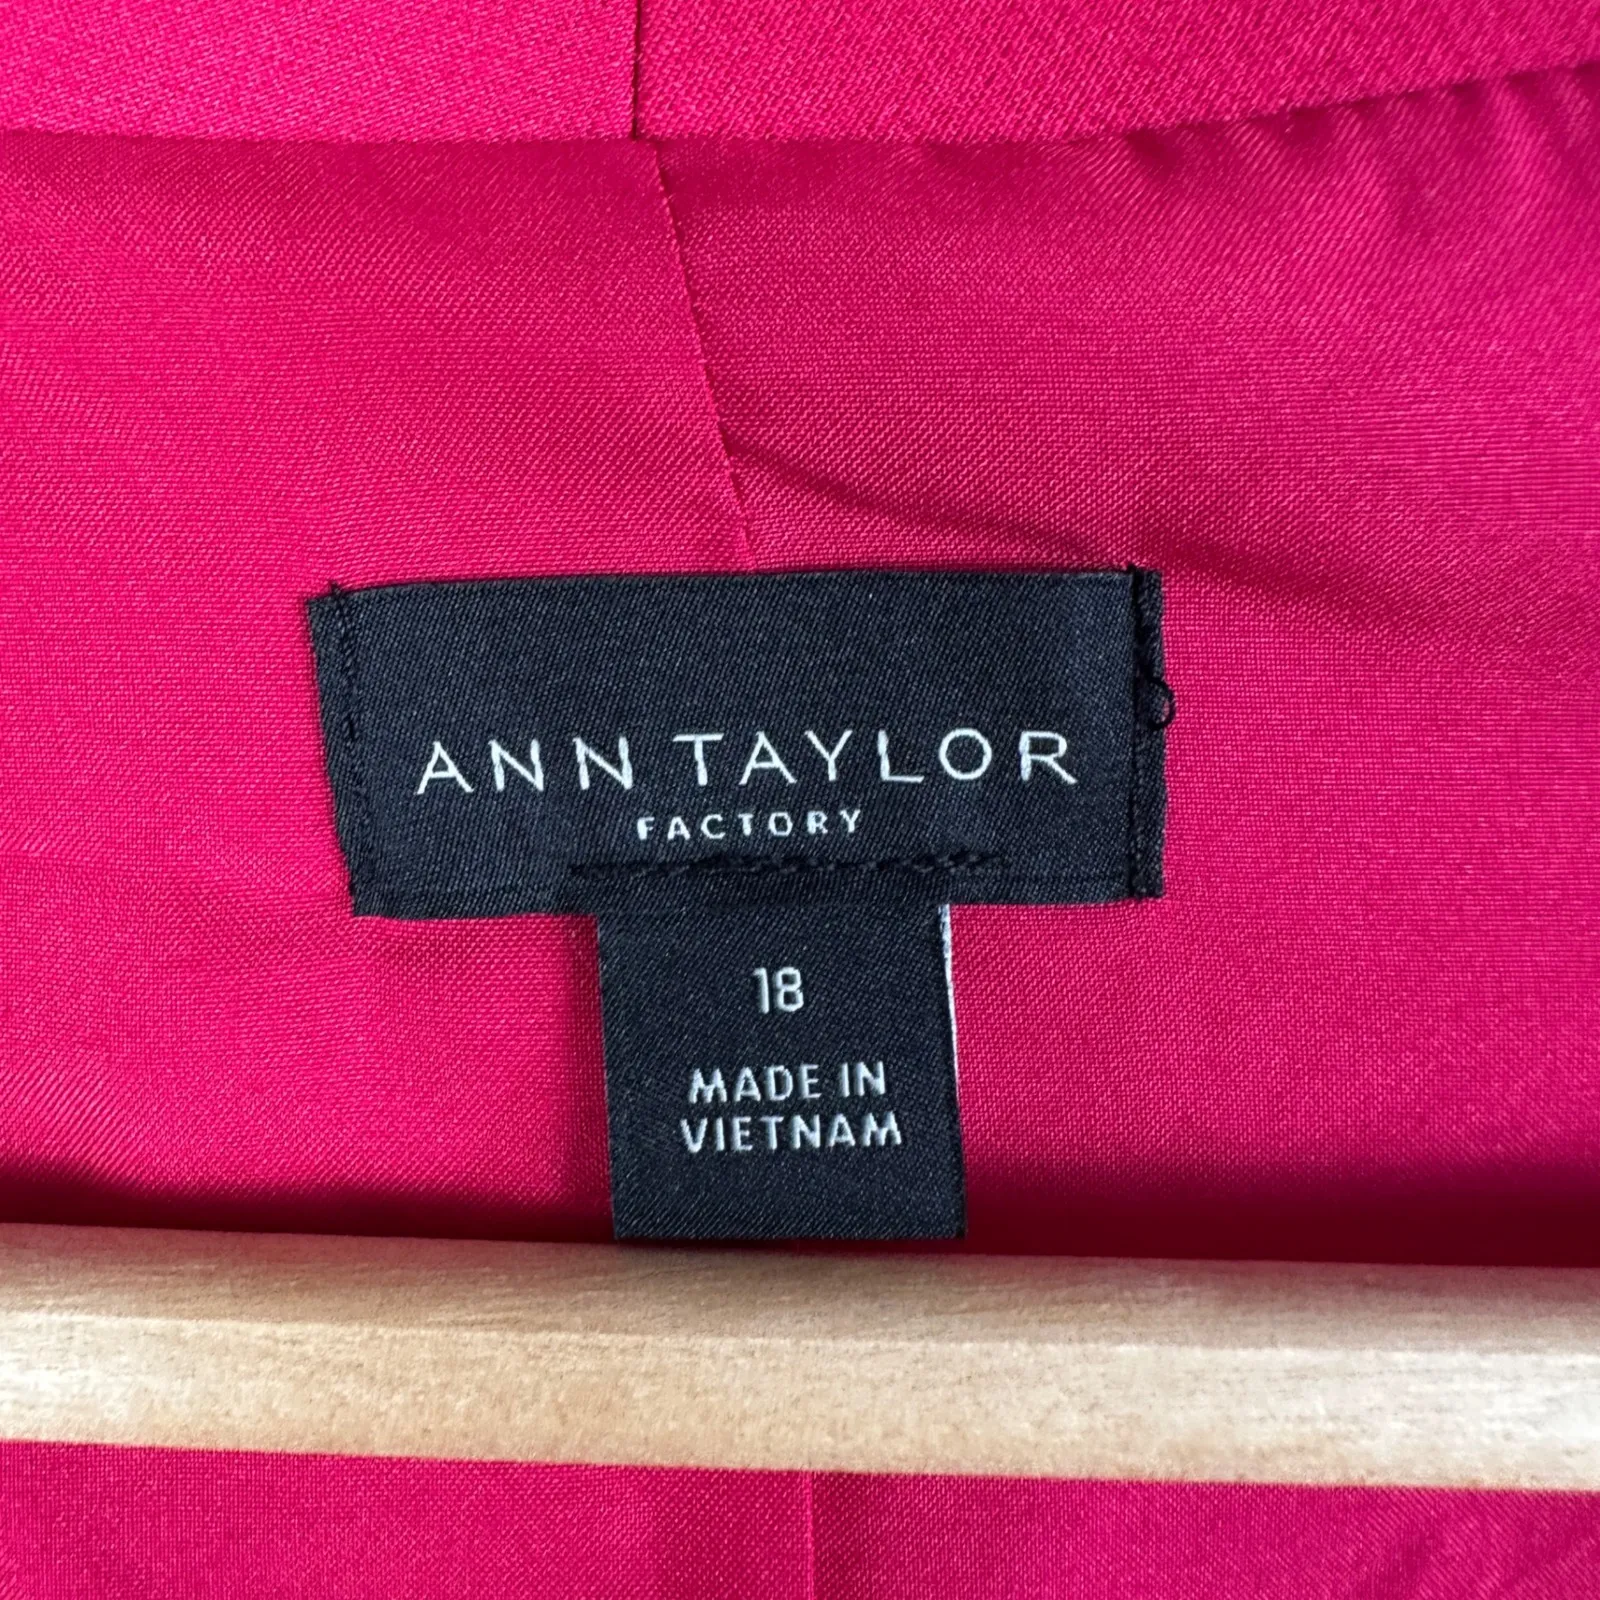 ANN TAYLOR
FACTORY
18
MADE IN
VIETNAM